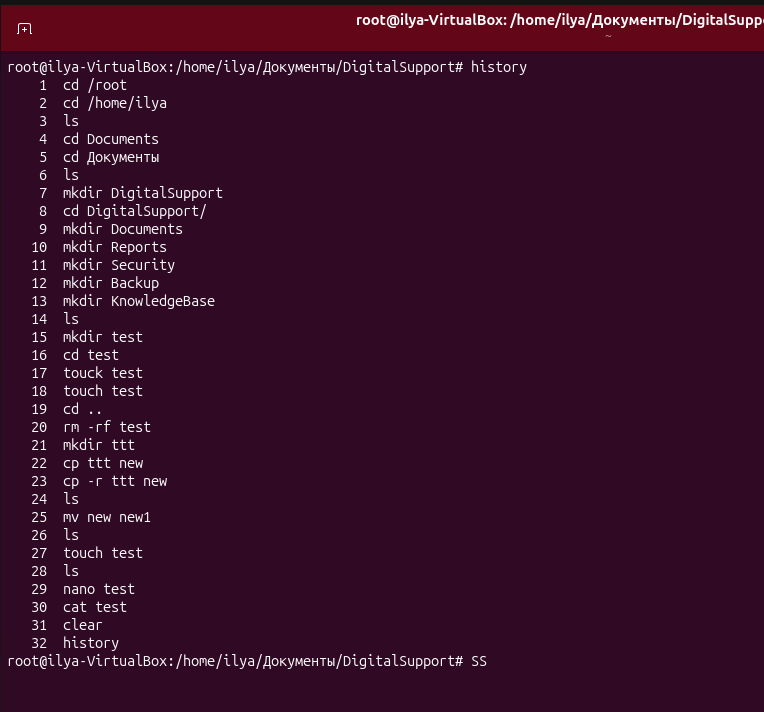 root@ilya-VirtualBox: /home/ilya/Документы/DigitalSuppo
~
root@ilya-VirtualBox:/home/ilya/Документы/DigitalSupport# history
1 cd /root
2 cd /home/ilya
3 ls
4 cd Documents
5 cd Документы
6 ls
7 mkdir DigitalSupport
8 cd DigitalSupport/
9 mkdir Documents
10 mkdir Reports
11 mkdir Security
12 mkdir Backup
13 mkdir KnowledgeBase
14 ls
15 mkdir test
16 cd test
17 touck test
18 touch test
19 cd ..
20 rm -rf test
21 mkdir ttt
22 cp ttt new
23 cp -r ttt new
24 ls
25 mv new new1
26 ls
27 touch test
28 ls
29 nano test
30 cat test
31 clear
32 history
root@ilya-VirtualBox:/home/ilya/Документы/DigitalSupport# SS